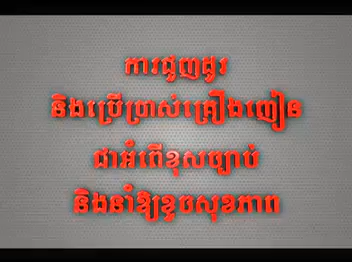 ការជួញដូរ
និងប្រើប្រាស់គ្រឿងញៀន
ជាអំពើខុសច្បាប់
និងនាំឱ្យខូចសុខភាព